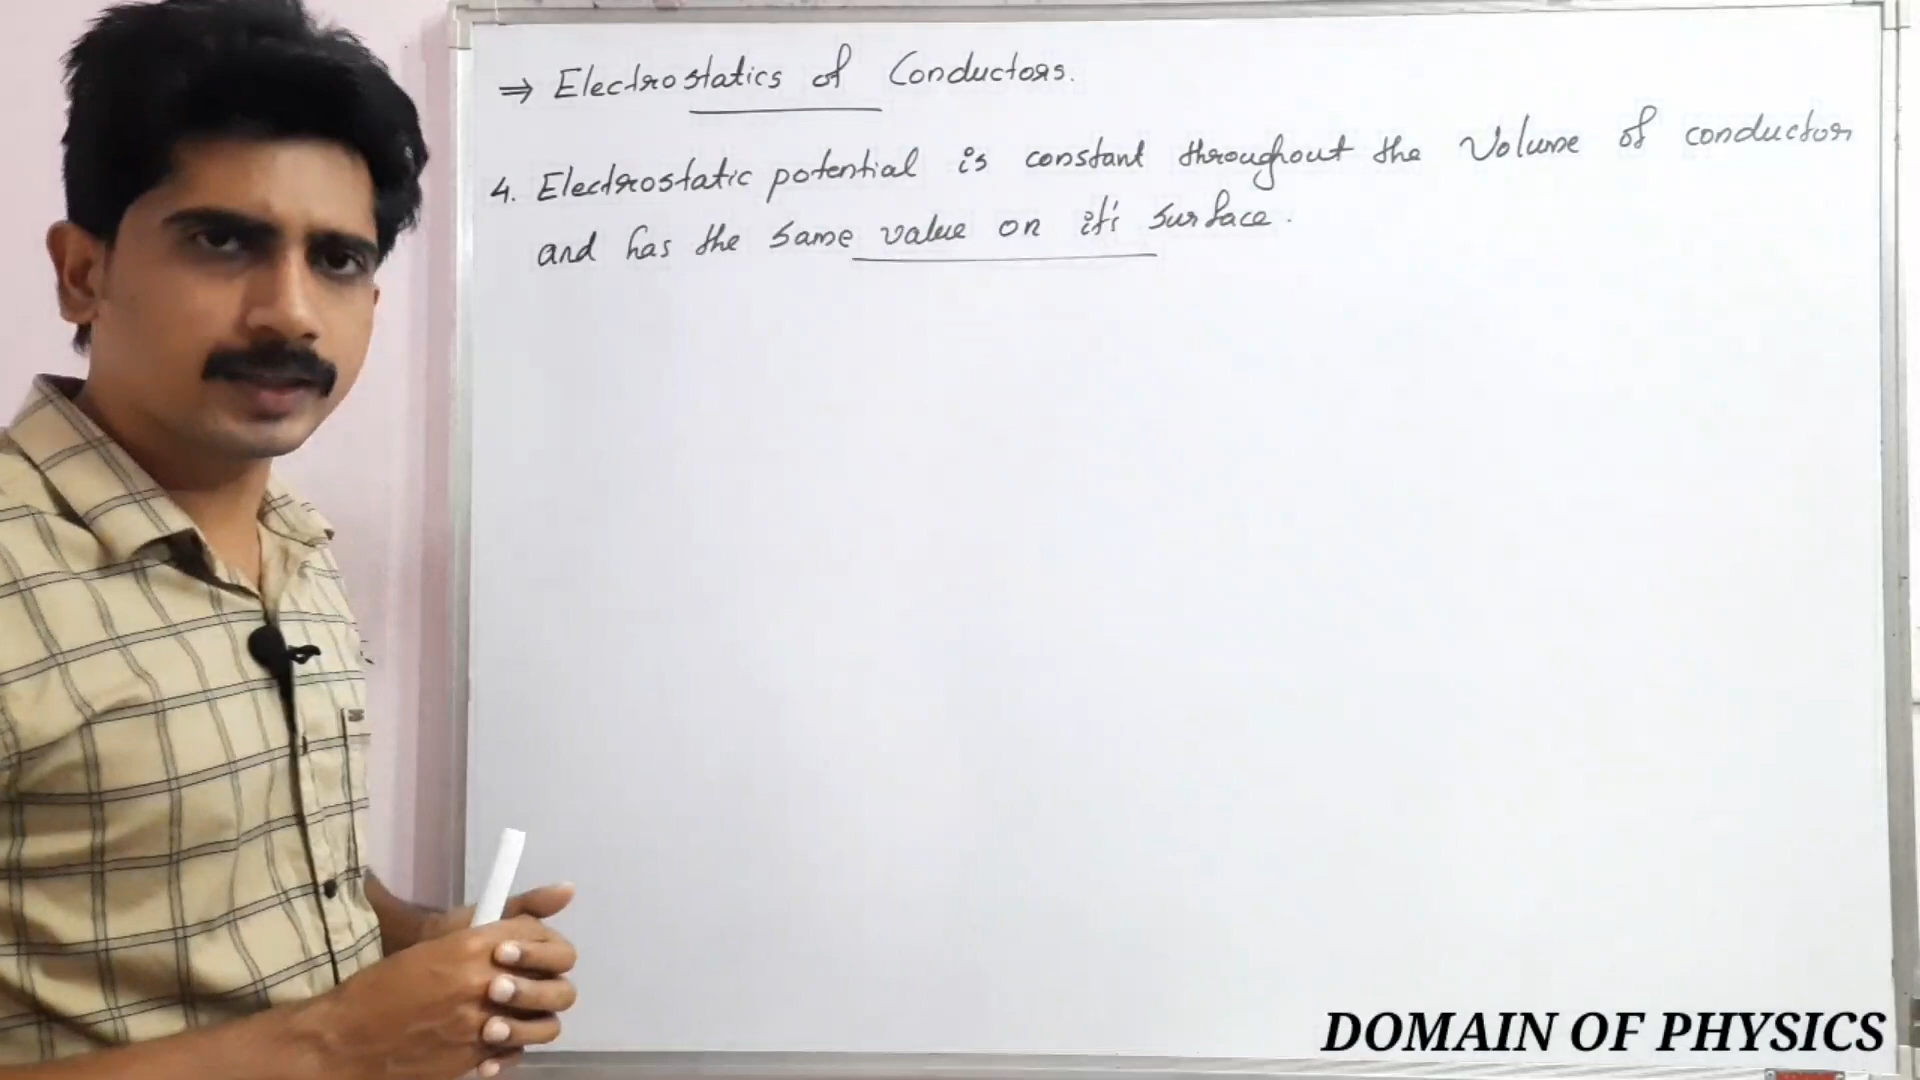 ⇒ Electrostatics of Conductors.
4. Electrostatic potential is constant throughout the Volume of conductor
and has the same value on it's surface.
DOMAIN OF PHYSICS